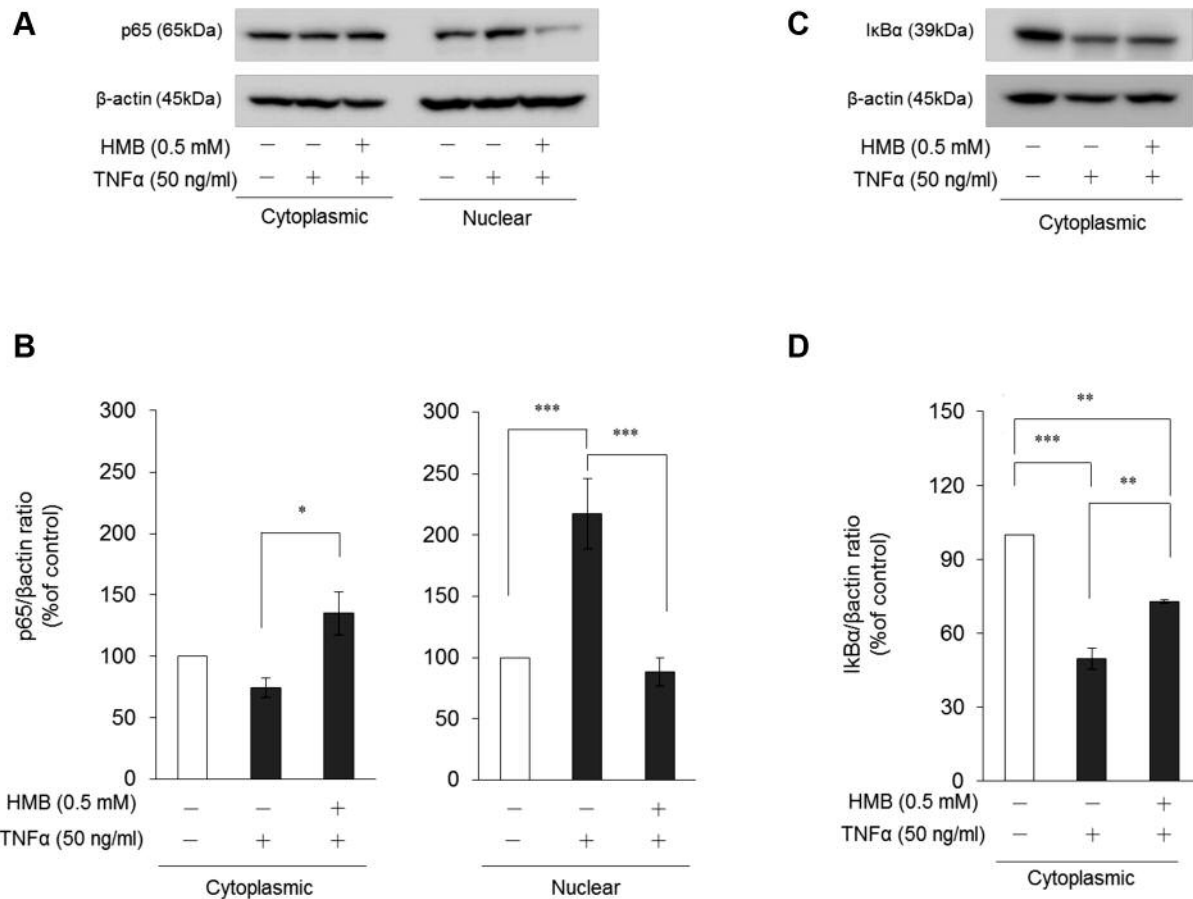 A
p65 (65kDa)
β-actin (45kDa)
HMB (0.5 mM) − − + − − +
TNFα (50 ng/ml) − + + − + +
Cytoplasmic Nuclear
C
IκBα (39kDa)
β-actin (45kDa)
HMB (0.5 mM) − − +
TNFα (50 ng/ml) − + +
Cytoplasmic
B
p65/βactin ratio
(%of control)
300
250
200
150
100
50
0
*
300
250
200
150
100
50
0
***
***
HMB (0.5 mM) − − + − − +
TNFα (50 ng/ml) − + + − + +
Cytoplasmic Nuclear
D
IkBα/βactin ratio
(%of control)
150
120
90
60
30
0
**
***
**
HMB (0.5 mM) − − +
TNFα (50 ng/ml) − + +
Cytoplasmic